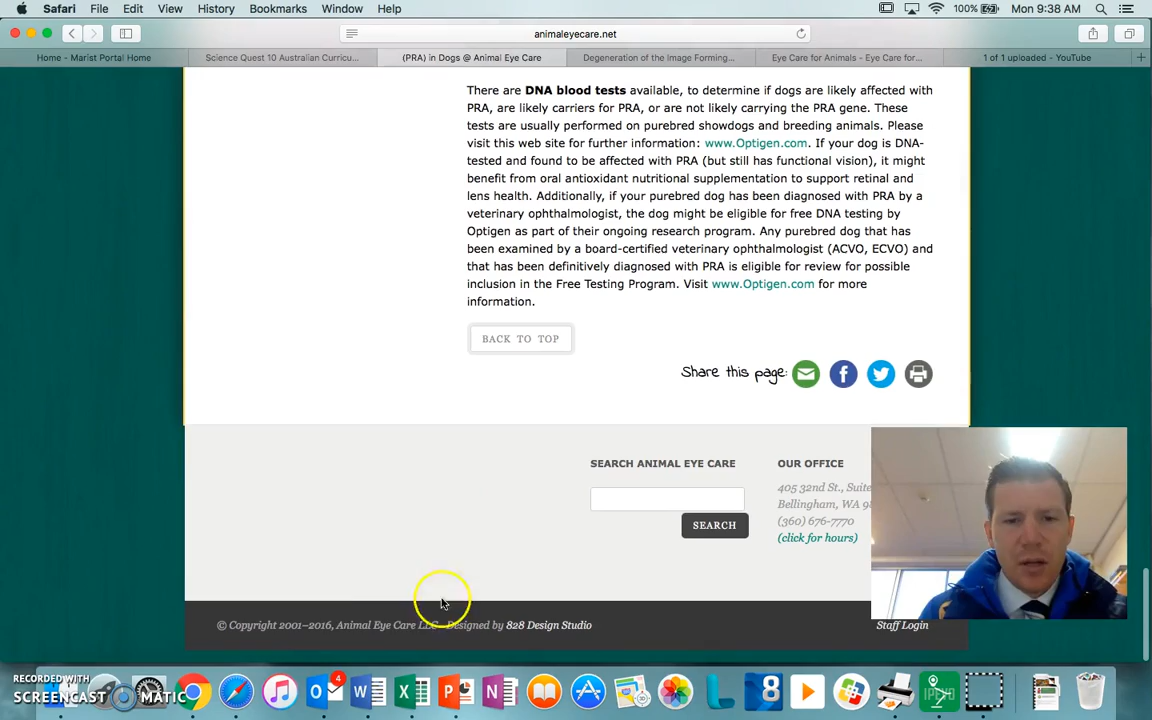 Safari File Edit View History Bookmarks Window Help 100% Mon 9:38 AM
animaleyecare.net
Home - Marist Portal Home Science Quest 10 Australian Curricu... (PRA) in Dogs @ Animal Eye Care Degeneration of the Image Forming... Eye Care for Animals - Eye Care for... 1 of 1 uploaded - YouTube
There are DNA blood tests available, to determine if dogs are likely affected with
PRA, are likely carriers for PRA, or are not likely carrying the PRA gene. These
tests are usually performed on purebred showdogs and breeding animals. Please
visit this web site for further information: www.Optigen.com. If your dog is DNA-
tested and found to be affected with PRA (but still has functional vision), it might
benefit from oral antioxidant nutritional supplementation to support retinal and
lens health. Additionally, if your purebred dog has been diagnosed with PRA by a
veterinary ophthalmologist, the dog might be eligible for free DNA testing by
Optigen as part of their ongoing research program. Any purebred dog that has
been examined by a board-certified veterinary ophthalmologist (ACVO, ECVO) and
that has been definitively diagnosed with PRA is eligible for review for possible
inclusion in the Free Testing Program. Visit www.Optigen.com for more
information.
BACK TO TOP
Share this page:
SEARCH ANIMAL EYE CARE
SEARCH
OUR OFFICE
405 32nd St., Suite
Bellingham, WA
(360) 676-7770
(click for hours)
© Copyright 2001–2016, Animal Eye Care LLC Designed by 828 Design Studio
Staff Login
RECORDED WITH
SCREENCAST MATIC
4